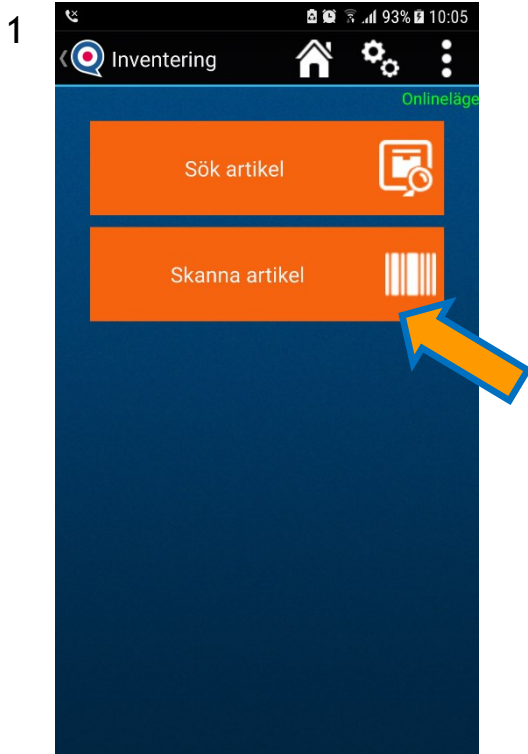 1
93% 10:05
Inventering
Onlineläge
Sök artikel
Skanna artikel